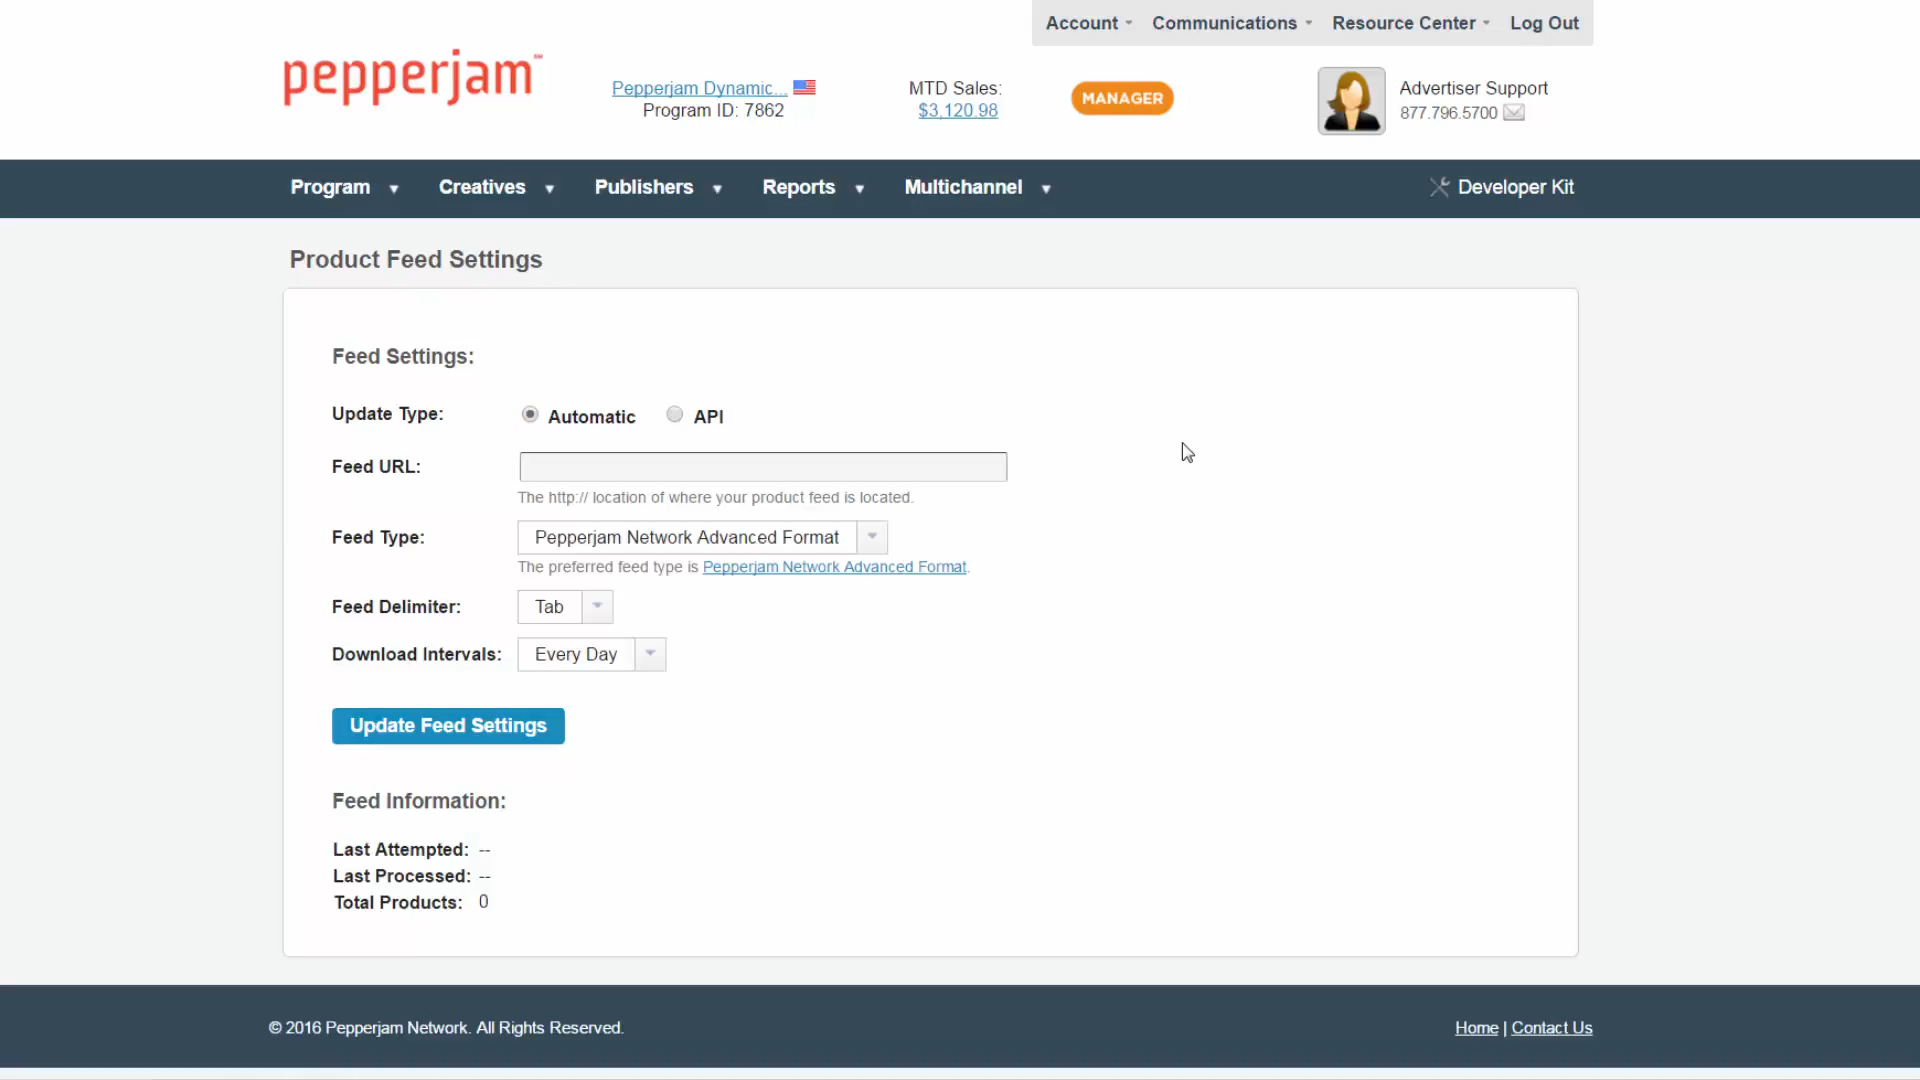 Account Communications Resource Center Log Out
pepperjam™
Pepperjam Dynamic...
Program ID: 7862
MTD Sales:
$3,120.98
MANAGER
Advertiser Support
877.796.5700
Program Creatives Publishers Reports Multichannel Developer Kit
Product Feed Settings
Feed Settings:
Update Type: Automatic API
Feed URL:
The http:// location of where your product feed is located.
Feed Type: Pepperjam Network Advanced Format
The preferred feed type is Pepperjam Network Advanced Format.
Feed Delimiter: Tab
Download Intervals: Every Day
Update Feed Settings
Feed Information:
Last Attempted: --
Last Processed: --
Total Products: 0
© 2016 Pepperjam Network. All Rights Reserved.
Home | Contact Us